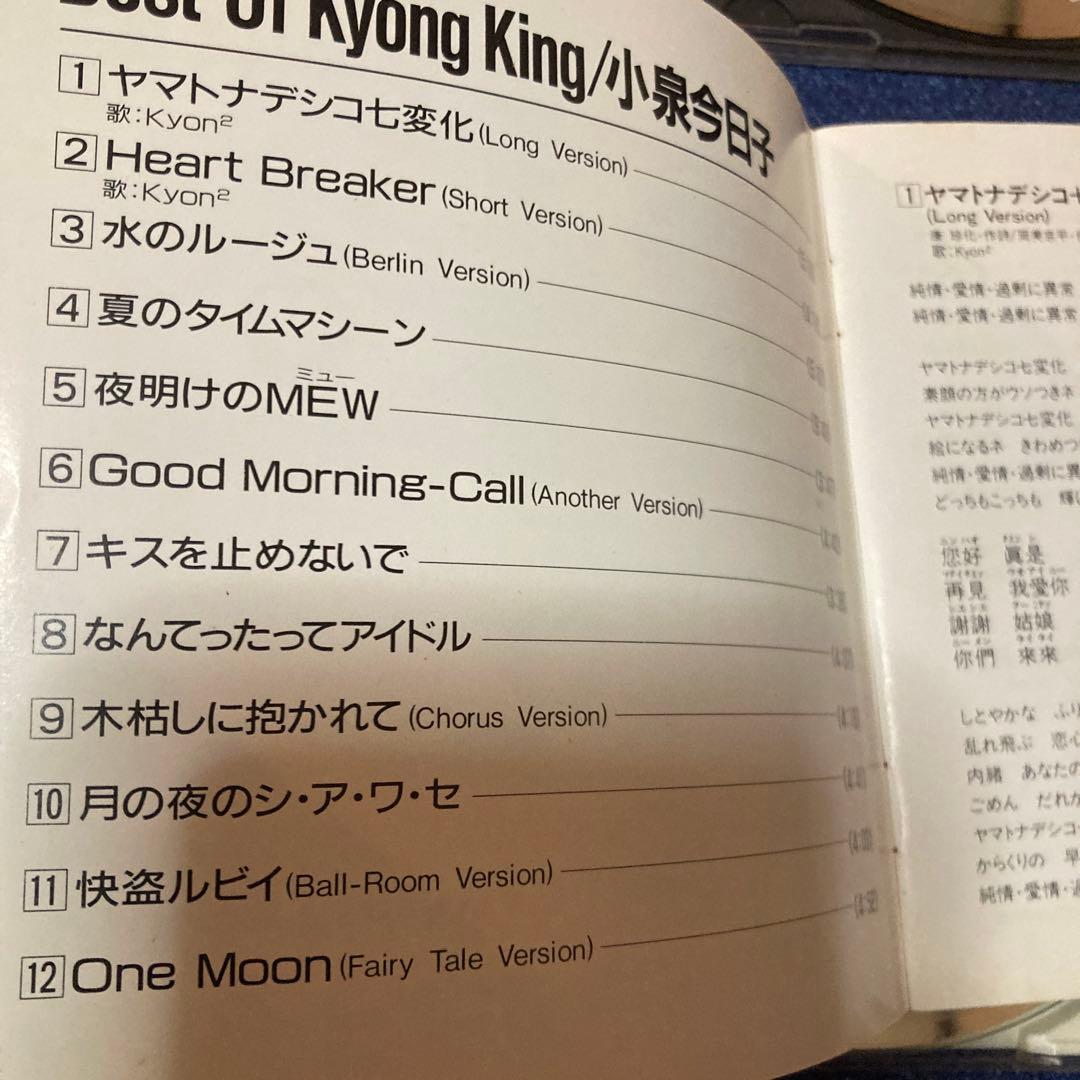 Best Of Kyong King/小泉今日子
1 ヤマトナデシコ七変化(Long Version)
歌:Kyon²
2 Heart Breaker(Short Version)
歌:Kyon²
3 水のルージュ(Berlin Version)
4 夏のタイムマシーン
ミュー
5 夜明けのMEW
6 Good Morning-Call(Another Version)
7 キスを止めないで
8 なんてったってアイドル
9 木枯しに抱かれて(Chorus Version)
10 月の夜のシ・ア・ワ・セ
11 快盗ルビイ(Ball-Room Version)
12 One Moon(Fairy Tale Version)
1 ヤマトナデシコ七
(Long Version)
歌:Kyon²
純情・愛情・過剰に異常
純情・愛情・過剰に異常
ヤマトナデシコ七変化
素顔の方がウソつきネ
ヤマトナデシコ七変化
絵になるネ きわめつ
純情・愛情・過剰に異
どっちもこっちも 輝
您好 眞是
再見 我愛你
謝謝 姑娘
你們 來來
しとやかな ふり
乱れ飛ぶ 恋心
内緒 あなたの
ごめん だれか
ヤマトナデシコ
からくりの 早
純情・愛情・過